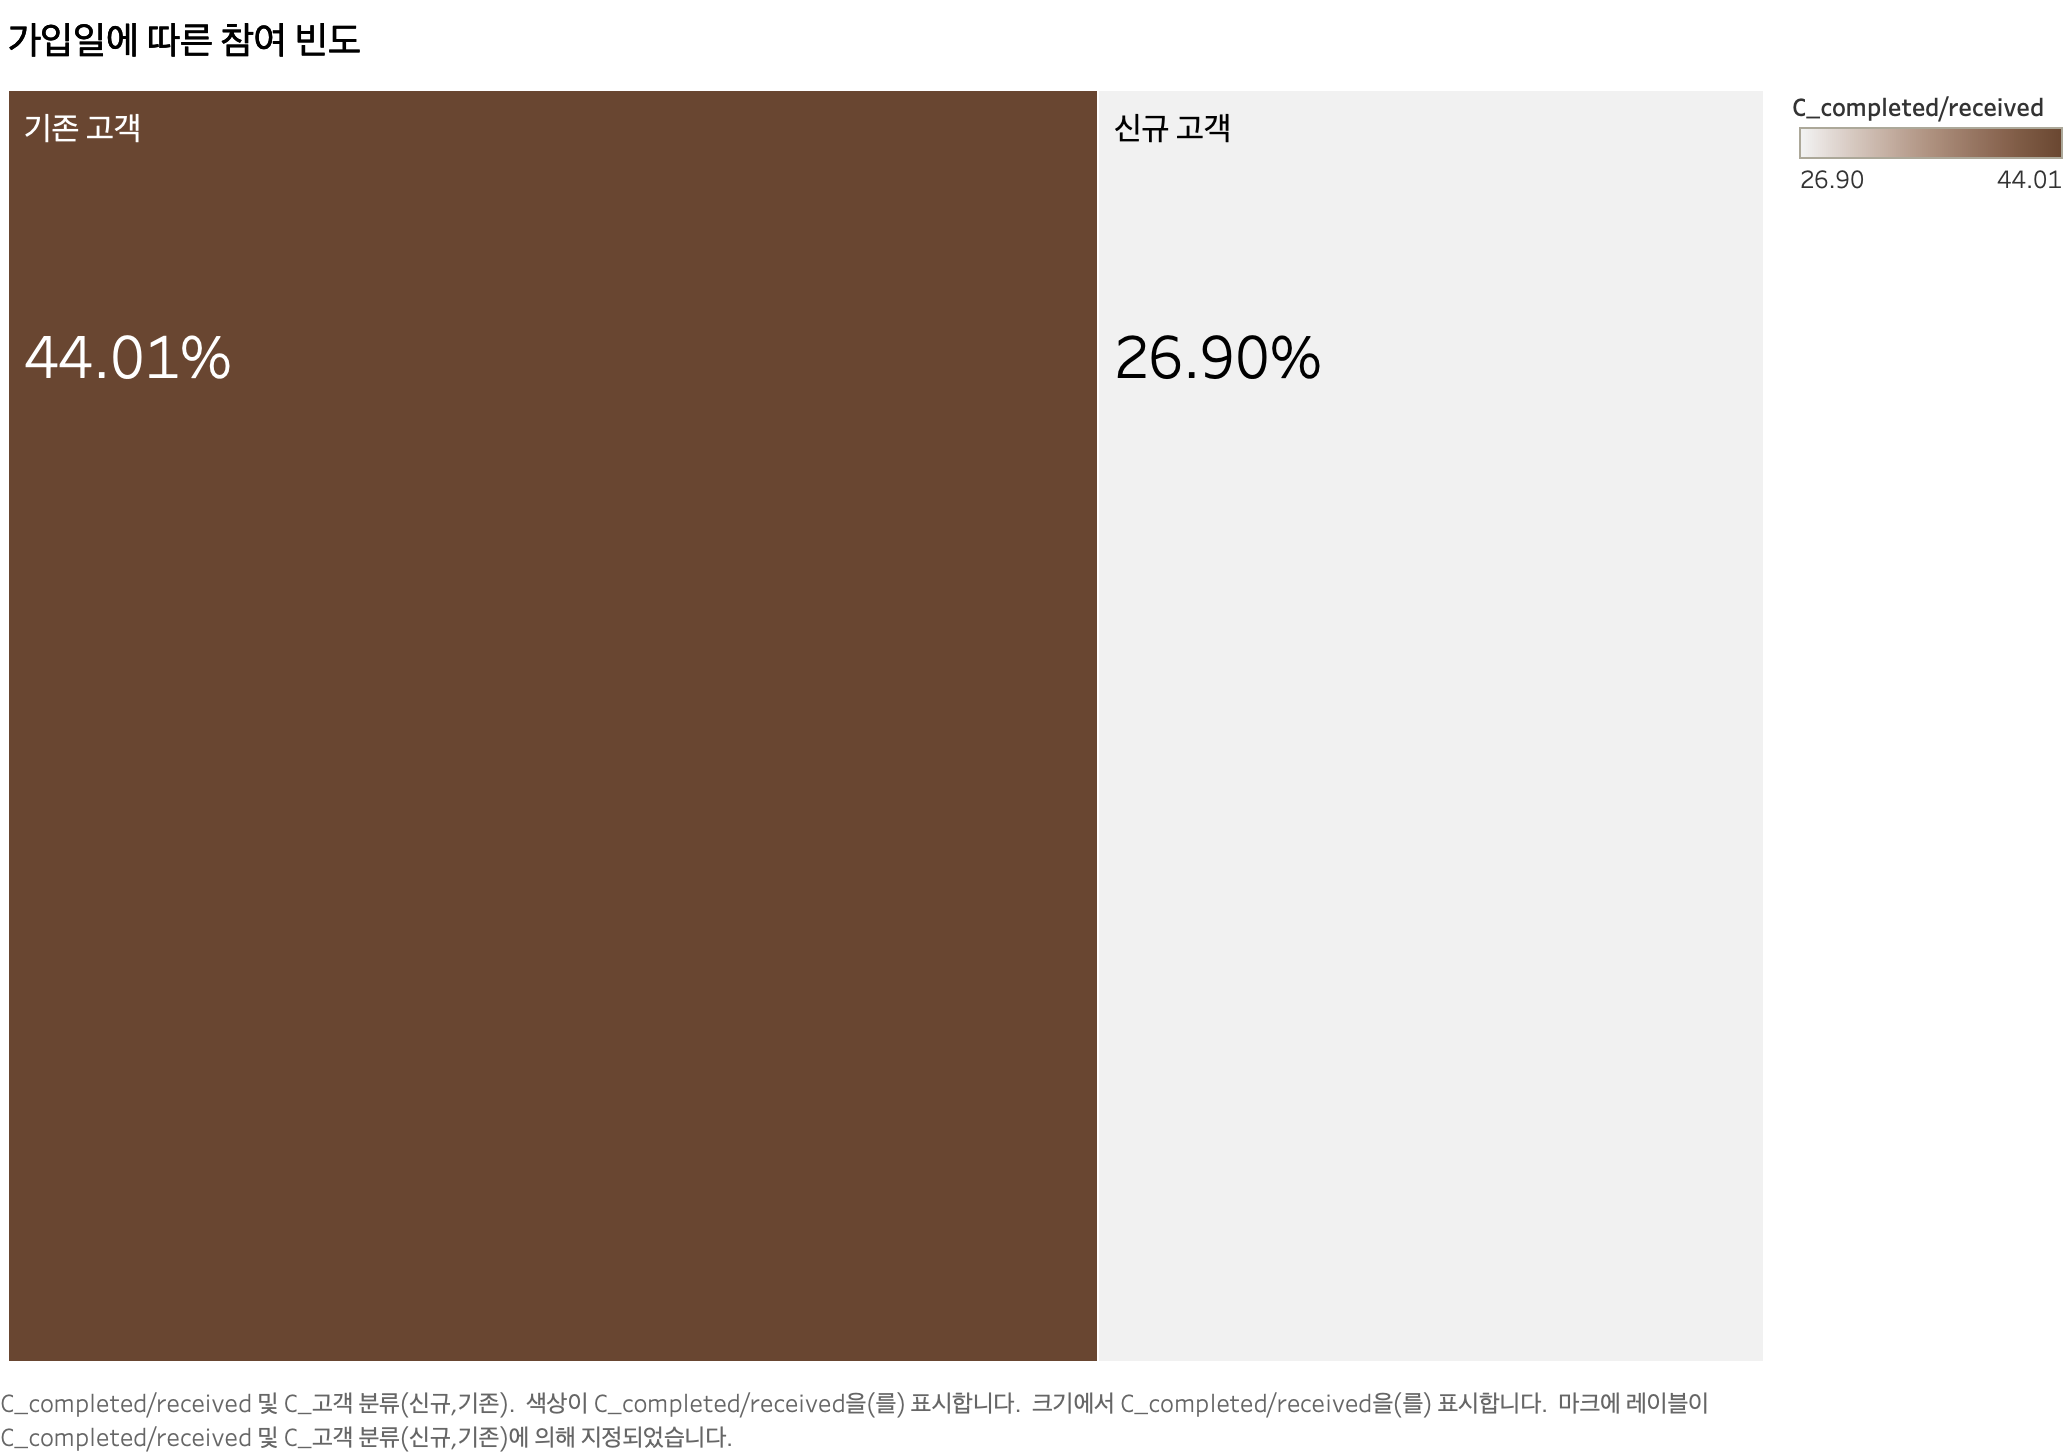 가입일에 따른 참여 빈도
기존 고객
44.01%
신규 고객
26.90%
C_completed/received
26.90 44.01
C_completed/received 및 C_고객 분류(신규,기존). 색상이 C_completed/received을(를) 표시합니다. 크기에서 C_completed/received을(를) 표시합니다. 마크에 레이블이
C_completed/received 및 C_고객 분류(신규,기존)에 의해 지정되었습니다.